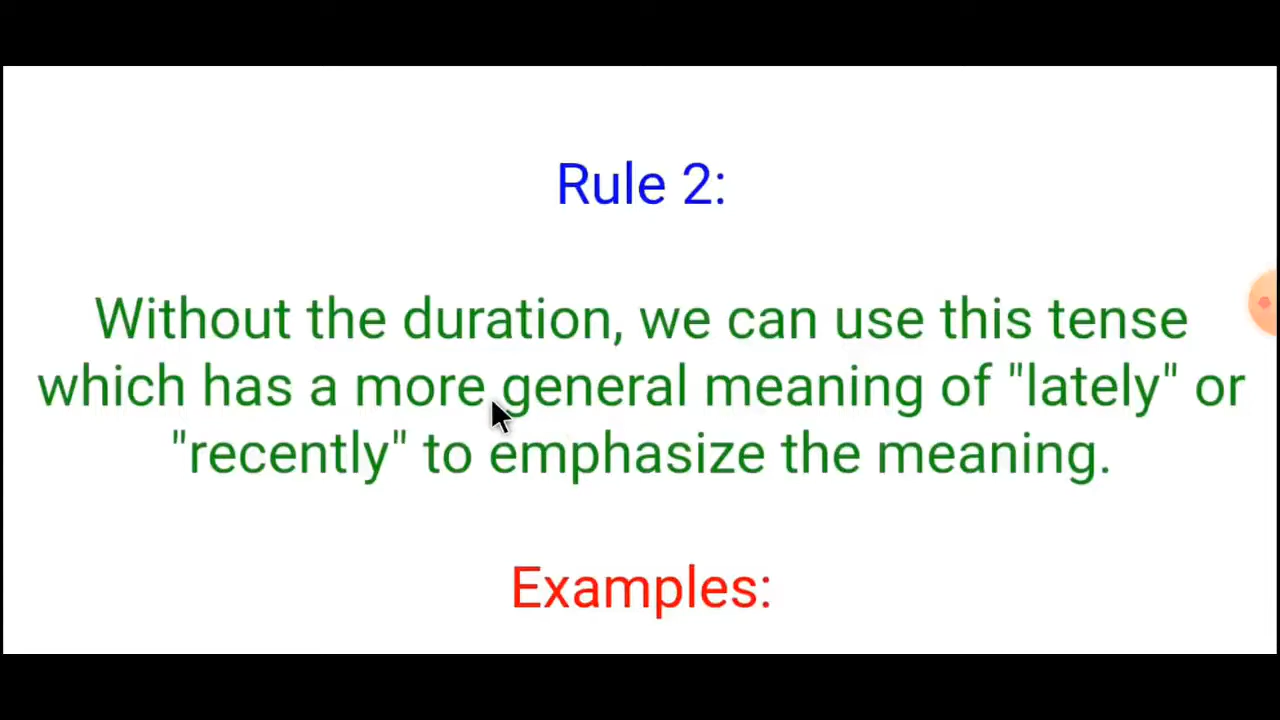 Rule 2:
Without the duration, we can use this tense
which has a more general meaning of "lately" or
"recently" to emphasize the meaning.
Examples: